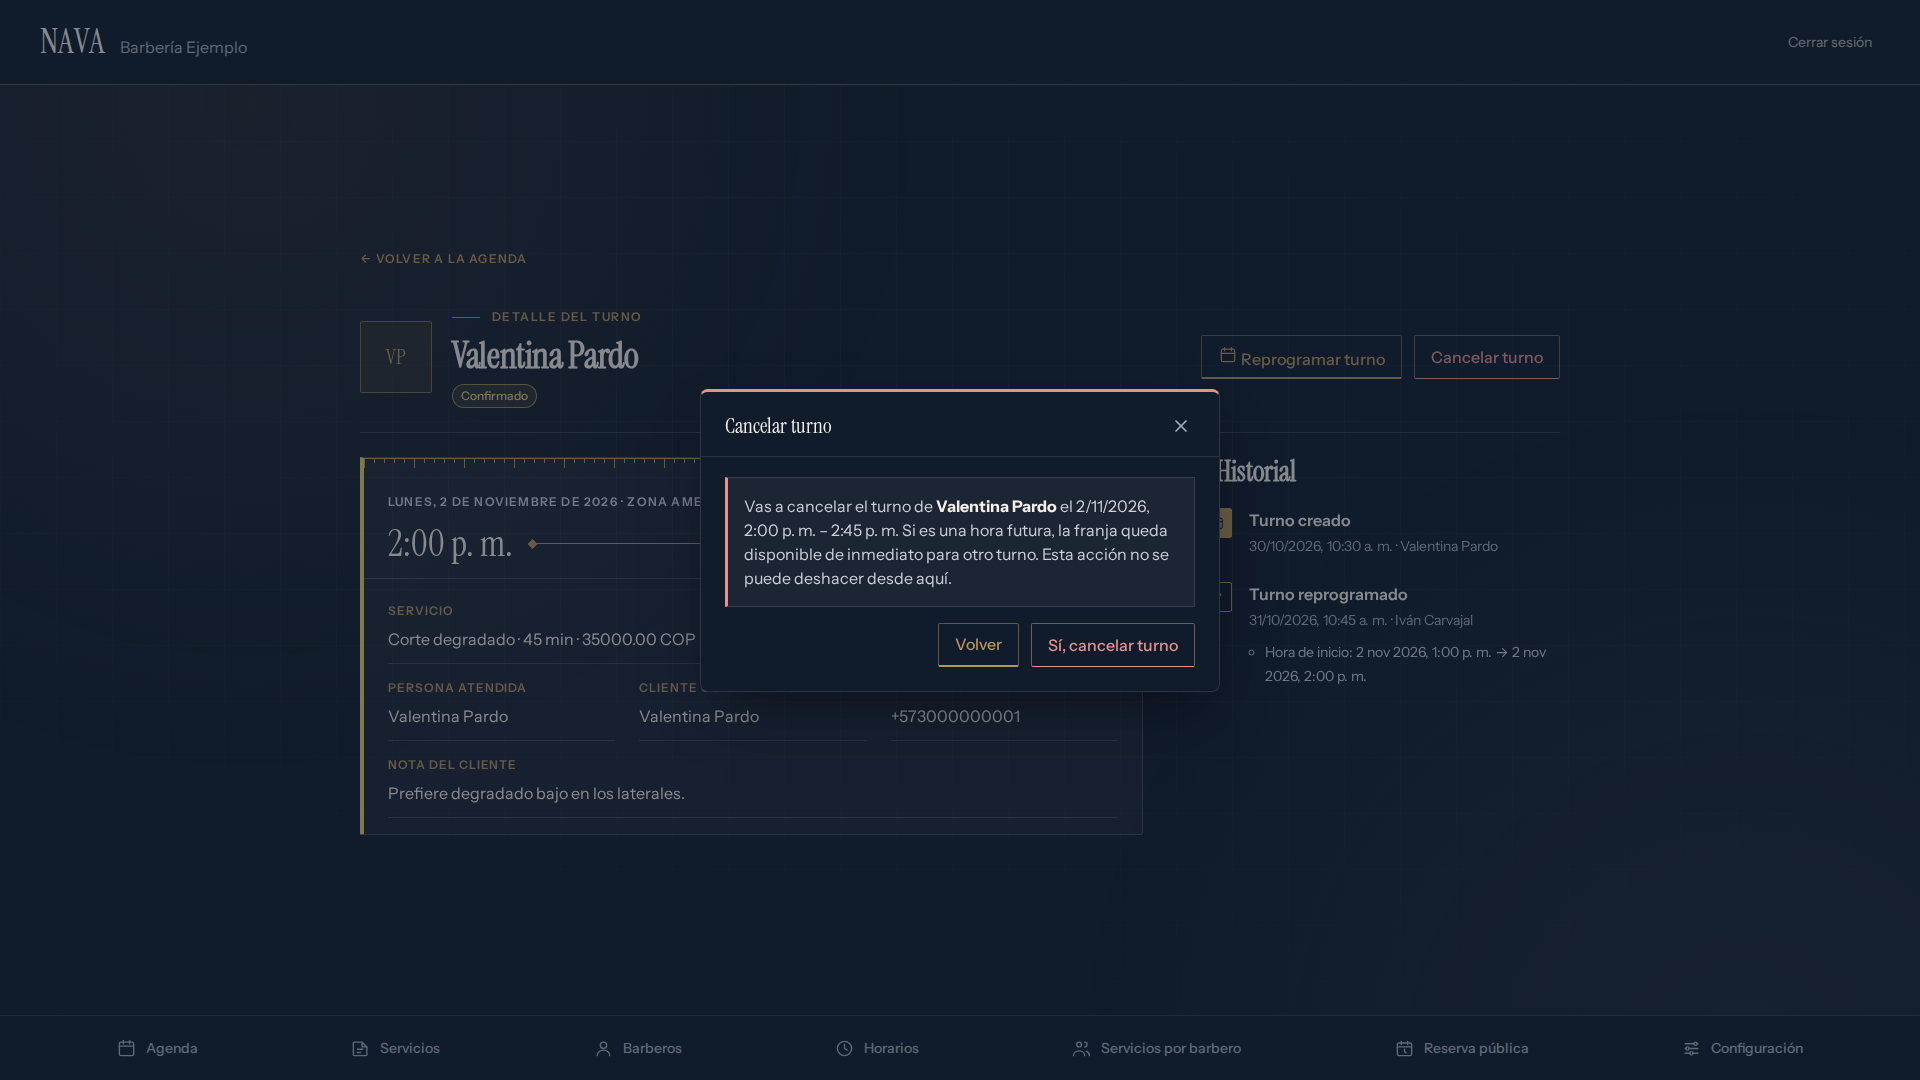 NAVA Barbería Ejemplo
Cerrar sesión
← VOLVER A LA AGENDA
VP
DETALLE DEL TURNO
Valentina Pardo
Confirmado
Reprogramar turno
Cancelar turno
LUNES, 2 DE NOVIEMBRE DE 2026 · ZONA AME
2:00 p. m.
SERVICIO
Corte degradado · 45 min · 35000.00 COP
PERSONA ATENDIDA
Valentina Pardo
CLIENTE
Valentina Pardo
+573000000001
NOTA DEL CLIENTE
Prefiere degradado bajo en los laterales.
Cancelar turno
Vas a cancelar el turno de Valentina Pardo el 2/11/2026,
2:00 p. m. – 2:45 p. m. Si es una hora futura, la franja queda
disponible de inmediato para otro turno. Esta acción no se
puede deshacer desde aquí.
Volver
Sí, cancelar turno
Historial
Turno creado
30/10/2026, 10:30 a. m. · Valentina Pardo
Turno reprogramado
31/10/2026, 10:45 a. m. · Iván Carvajal
Hora de inicio: 2 nov 2026, 1:00 p. m. → 2 nov
2026, 2:00 p. m.
Agenda
Servicios
Barberos
Horarios
Servicios por barbero
Reserva pública
Configuración